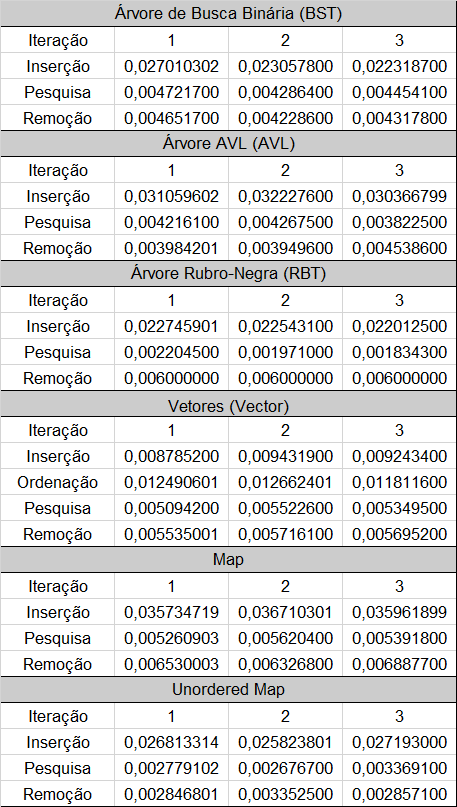 Árvore de Busca Binária (BST)
Iteração 1 2 3
Inserção 0,027010302 0,023057800 0,022318700
Pesquisa 0,004721700 0,004286400 0,004454100
Remoção 0,004651700 0,004228600 0,004317800
Árvore AVL (AVL)
Iteração 1 2 3
Inserção 0,031059602 0,032227600 0,030366799
Pesquisa 0,004216100 0,004267500 0,003822500
Remoção 0,003984201 0,003949600 0,004538600
Árvore Rubro-Negra (RBT)
Iteração 1 2 3
Inserção 0,022745901 0,022543100 0,022012500
Pesquisa 0,002204500 0,001971000 0,001834300
Remoção 0,006000000 0,006000000 0,006000000
Vetores (Vector)
Iteração 1 2 3
Inserção 0,008785200 0,009431900 0,009243400
Ordenação 0,012490601 0,012662401 0,011811600
Pesquisa 0,005094200 0,005522600 0,005349500
Remoção 0,005535001 0,005716100 0,005695200
Map
Iteração 1 2 3
Inserção 0,035734719 0,036710301 0,035961899
Pesquisa 0,005260903 0,005620400 0,005391800
Remoção 0,006530003 0,006326800 0,006887700
Unordered Map
Iteração 1 2 3
Inserção 0,026813314 0,025823801 0,027193000
Pesquisa 0,002779102 0,002676700 0,003369100
Remoção 0,002846801 0,003352500 0,002857100